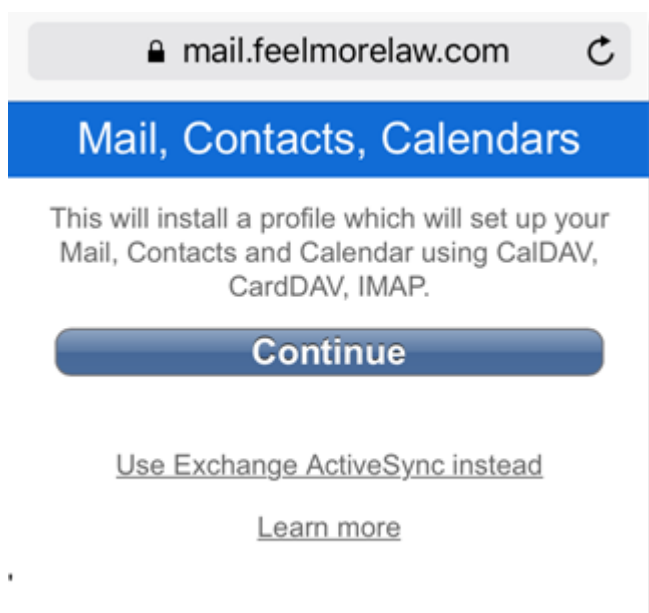 mail.feelmorelaw.com
Mail, Contacts, Calendars
This will install a profile which will set up your
Mail, Contacts and Calendar using CalDAV,
CardDAV, IMAP.
Continue
Use Exchange ActiveSync instead
Learn more